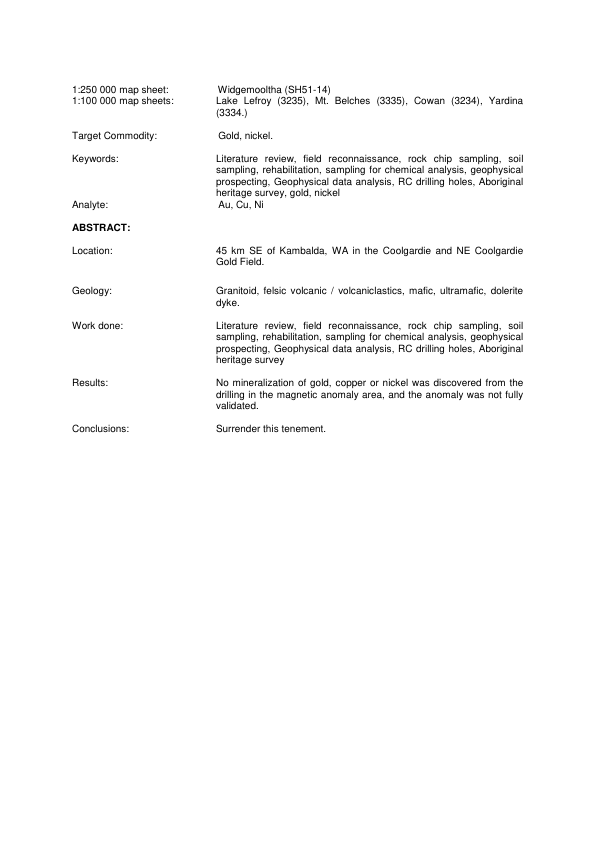 1:250 000 map sheet: Widgemooltha (SH51-14)
1:100 000 map sheets: Lake Lefroy (3235), Mt. Belches (3335), Cowan (3234), Yardina
(3334.)
Target Commodity: Gold, nickel.
Keywords: Literature review, field reconnaissance, rock chip sampling, soil
sampling, rehabilitation, sampling for chemical analysis, geophysical
prospecting, Geophysical data analysis, RC drilling holes, Aboriginal
heritage survey, gold, nickel
Analyte: Au, Cu, Ni
ABSTRACT:
Location: 45 km SE of Kambalda, WA in the Coolgardie and NE Coolgardie
Gold Field.
Geology: Granitoid, felsic volcanic / volcaniclastics, mafic, ultramafic, dolerite
dyke.
Work done: Literature review, field reconnaissance, rock chip sampling, soil
sampling, rehabilitation, sampling for chemical analysis, geophysical
prospecting, Geophysical data analysis, RC drilling holes, Aboriginal
heritage survey
Results: No mineralization of gold, copper or nickel was discovered from the
drilling in the magnetic anomaly area, and the anomaly was not fully
validated.
Conclusions: Surrender this tenement.